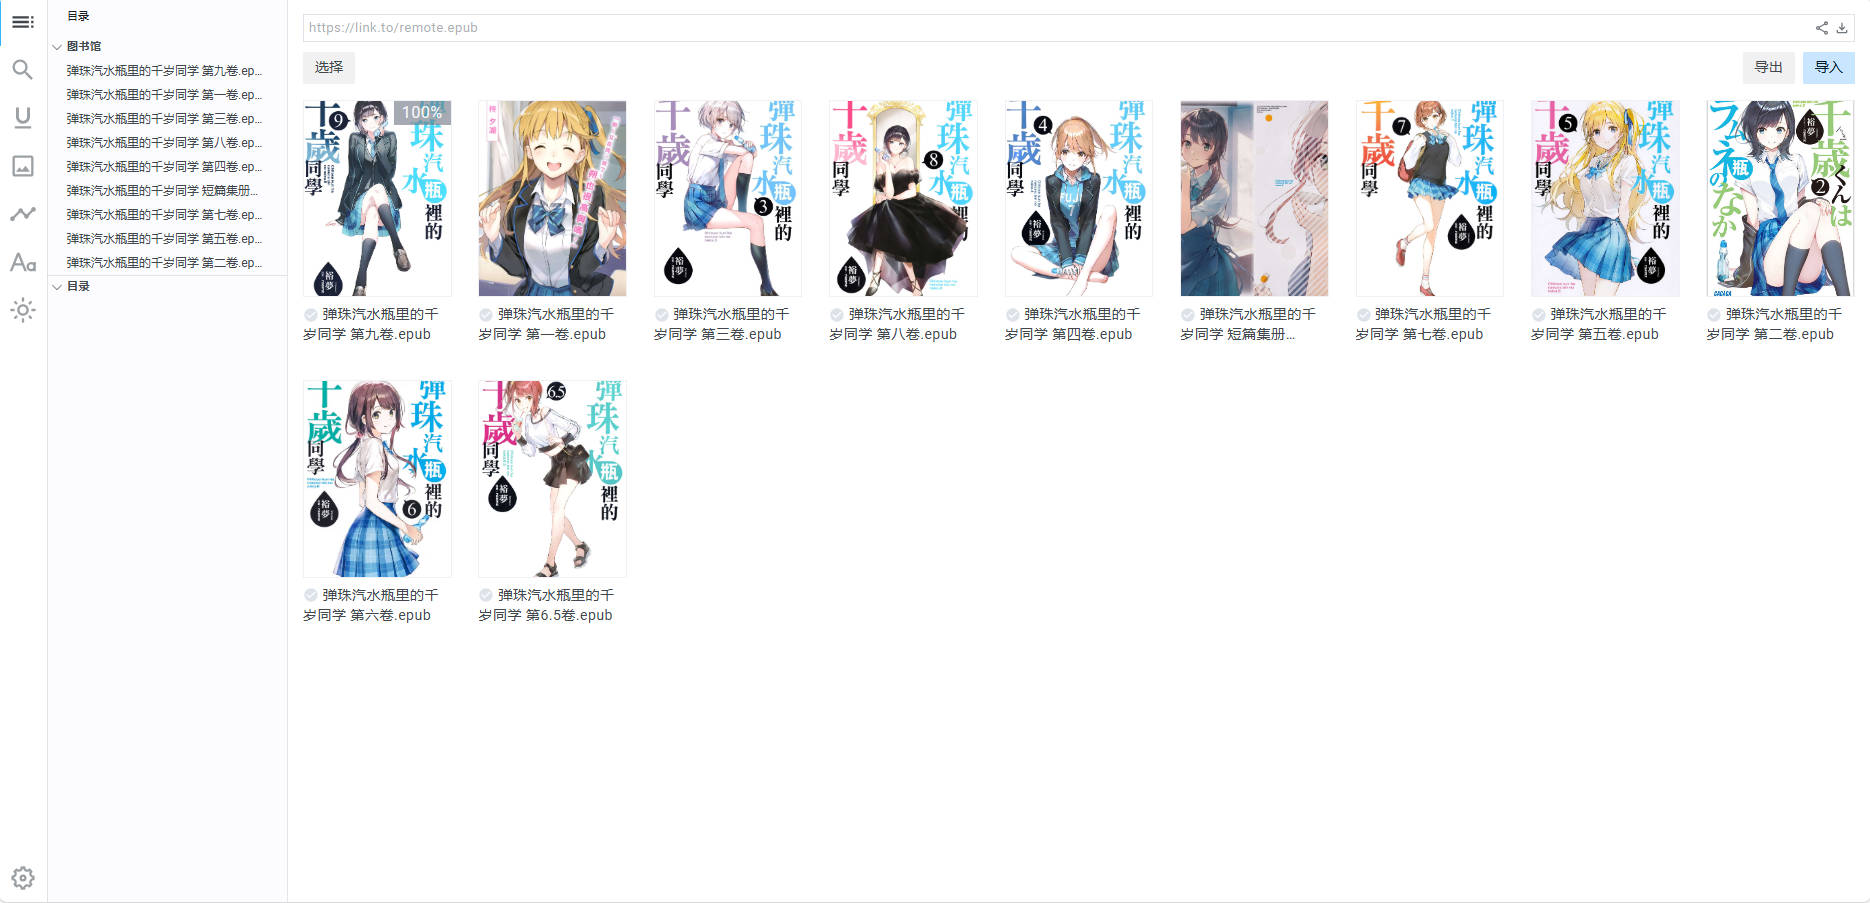 目录
图书馆
弹珠汽水瓶里的千岁同学 第九卷.ep...
弹珠汽水瓶里的千岁同学 第一卷.ep...
弹珠汽水瓶里的千岁同学 第三卷.ep...
弹珠汽水瓶里的千岁同学 第八卷.ep...
弹珠汽水瓶里的千岁同学 第四卷.ep...
弹珠汽水瓶里的千岁同学 短篇集册...
弹珠汽水瓶里的千岁同学 第七卷.ep...
弹珠汽水瓶里的千岁同学 第五卷.ep...
弹珠汽水瓶里的千岁同学 第二卷.ep...
目录
https://link.to/remote.epub
选择
导出
导入
千歲同學
9
100%
弾珠汽水瓶裡的
裕夢
柊夕湖
千歲同學
彈珠汽水瓶裡的
3
裕夢
千歲同學
彈珠汽水瓶裡的
8
裕夢
千歲同學
彈珠汽水瓶裡的
4
FUJI
7
裕夢
千歲同學
彈珠汽水瓶裡的
7
裕夢
千歲同學
彈珠汽水瓶裡的
5
裕夢
千歳くんは
ラムネ瓶のなか
2
裕夢
GAGAGA
弹珠汽水瓶里的千
岁同学 第九卷.epub
弹珠汽水瓶里的千
岁同学 第一卷.epub
弹珠汽水瓶里的千
岁同学 第三卷.epub
弹珠汽水瓶里的千
岁同学 第八卷.epub
弹珠汽水瓶里的千
岁同学 第四卷.epub
弹珠汽水瓶里的千
岁同学 短篇集册...
弹珠汽水瓶里的千
岁同学 第七卷.epub
弹珠汽水瓶里的千
岁同学 第五卷.epub
弹珠汽水瓶里的千
岁同学 第二卷.epub
千歲同學
彈珠汽水瓶裡的
6
裕夢
千歲同學
彈珠汽水瓶裡的
6.5
裕夢
弹珠汽水瓶里的千
岁同学 第六卷.epub
弹珠汽水瓶里的千
岁同学 第6.5卷.epub